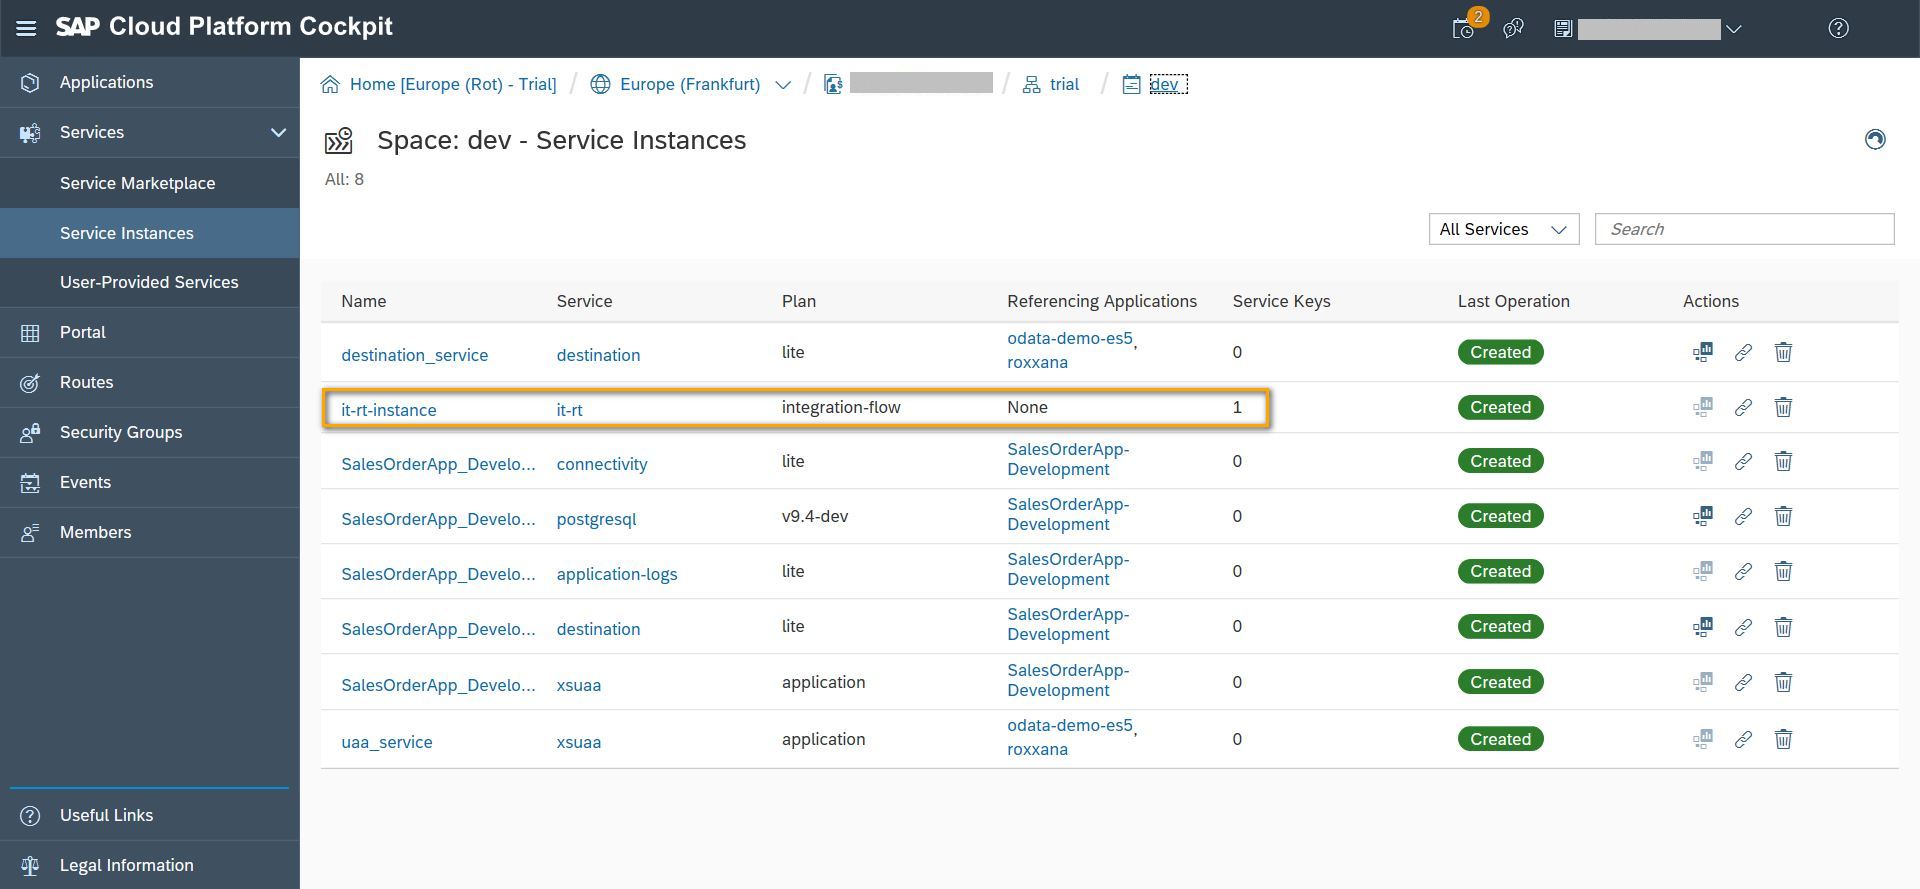 SAP Cloud Platform Cockpit
2
Applications
Services
Service Marketplace
Service Instances
User-Provided Services
Portal
Routes
Security Groups
Events
Members
Useful Links
Legal Information
Home [Europe (Rot) - Trial] / Europe (Frankfurt) / / trial / dev
Space: dev - Service Instances
All: 8
All Services Search
Name Service Plan Referencing Applications Service Keys Last Operation Actions
destination_service destination lite odata-demo-es5, roxxana 0 Created
it-rt-instance it-rt integration-flow None 1 Created
SalesOrderApp_Develo... connectivity lite SalesOrderApp-Development 0 Created
SalesOrderApp_Develo... postgresql v9.4-dev SalesOrderApp-Development 0 Created
SalesOrderApp_Develo... application-logs lite SalesOrderApp-Development 0 Created
SalesOrderApp_Develo... destination lite SalesOrderApp-Development 0 Created
SalesOrderApp_Develo... xsuaa application SalesOrderApp-Development 0 Created
uaa_service xsuaa application odata-demo-es5, roxxana 0 Created